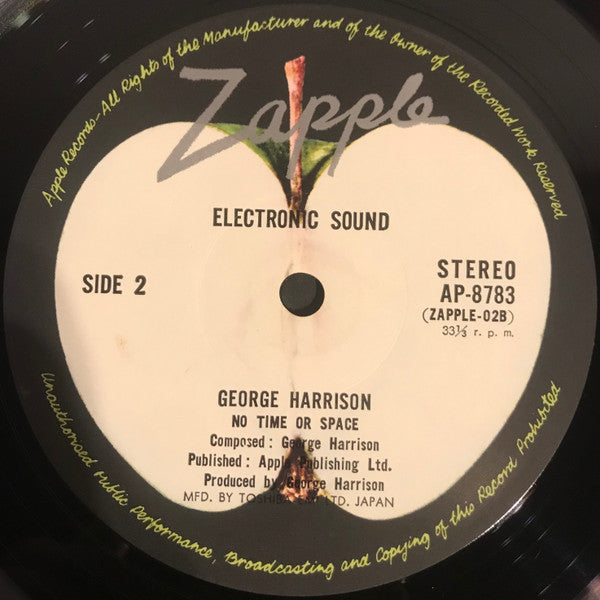 Apple Records-All Rights of the Manufacturer and of the Owner of the Recorded Work Reserved
Zapple
ELECTRONIC SOUND
SIDE 2
STEREO
AP-8783
(ZAPPLE-02B)
33⅓ r. p. m.
GEORGE HARRISON
NO TIME OR SPACE
Composed : George Harrison
Published : Apple Publishing Ltd.
Produced by George Harrison
MFD. BY TOSHIBA EMI LTD. JAPAN
Unauthorised Public Performance, Broadcasting and Copying of this Record Prohibited